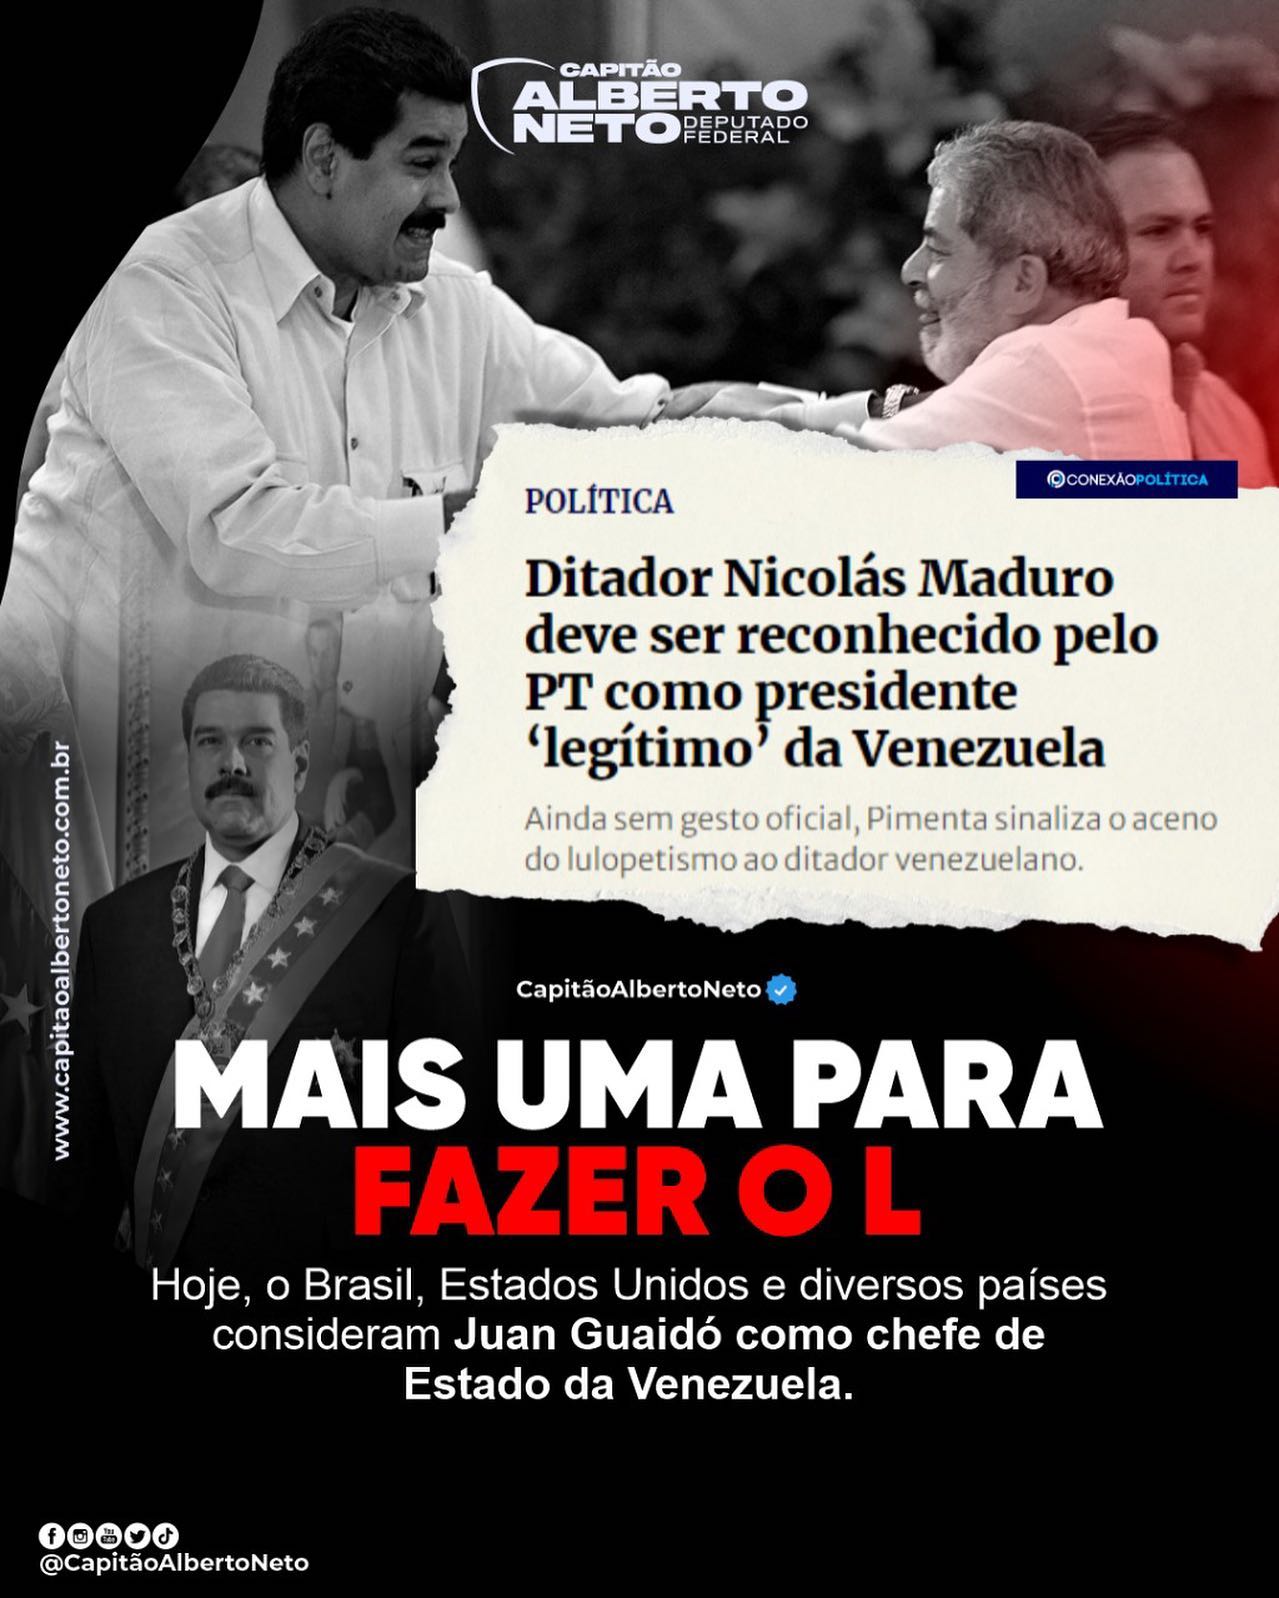 CAPITÃO
ALBERTO
NETO DEPUTADO FEDERAL
CONEXÃOPOLÍTICA
POLÍTICA
Ditador Nicolás Maduro
deve ser reconhecido pelo
PT como presidente
‘legítimo’ da Venezuela
Ainda sem gesto oficial, Pimenta sinaliza o aceno
do lulopetismo ao ditador venezuelano.
www.capitaoalbertoneto.com.br
CapitãoAlbertoNeto
MAIS UMA PARA
FAZER O L
Hoje, o Brasil, Estados Unidos e diversos países
consideram Juan Guaidó como chefe de
Estado da Venezuela.
@CapitãoAlbertoNeto